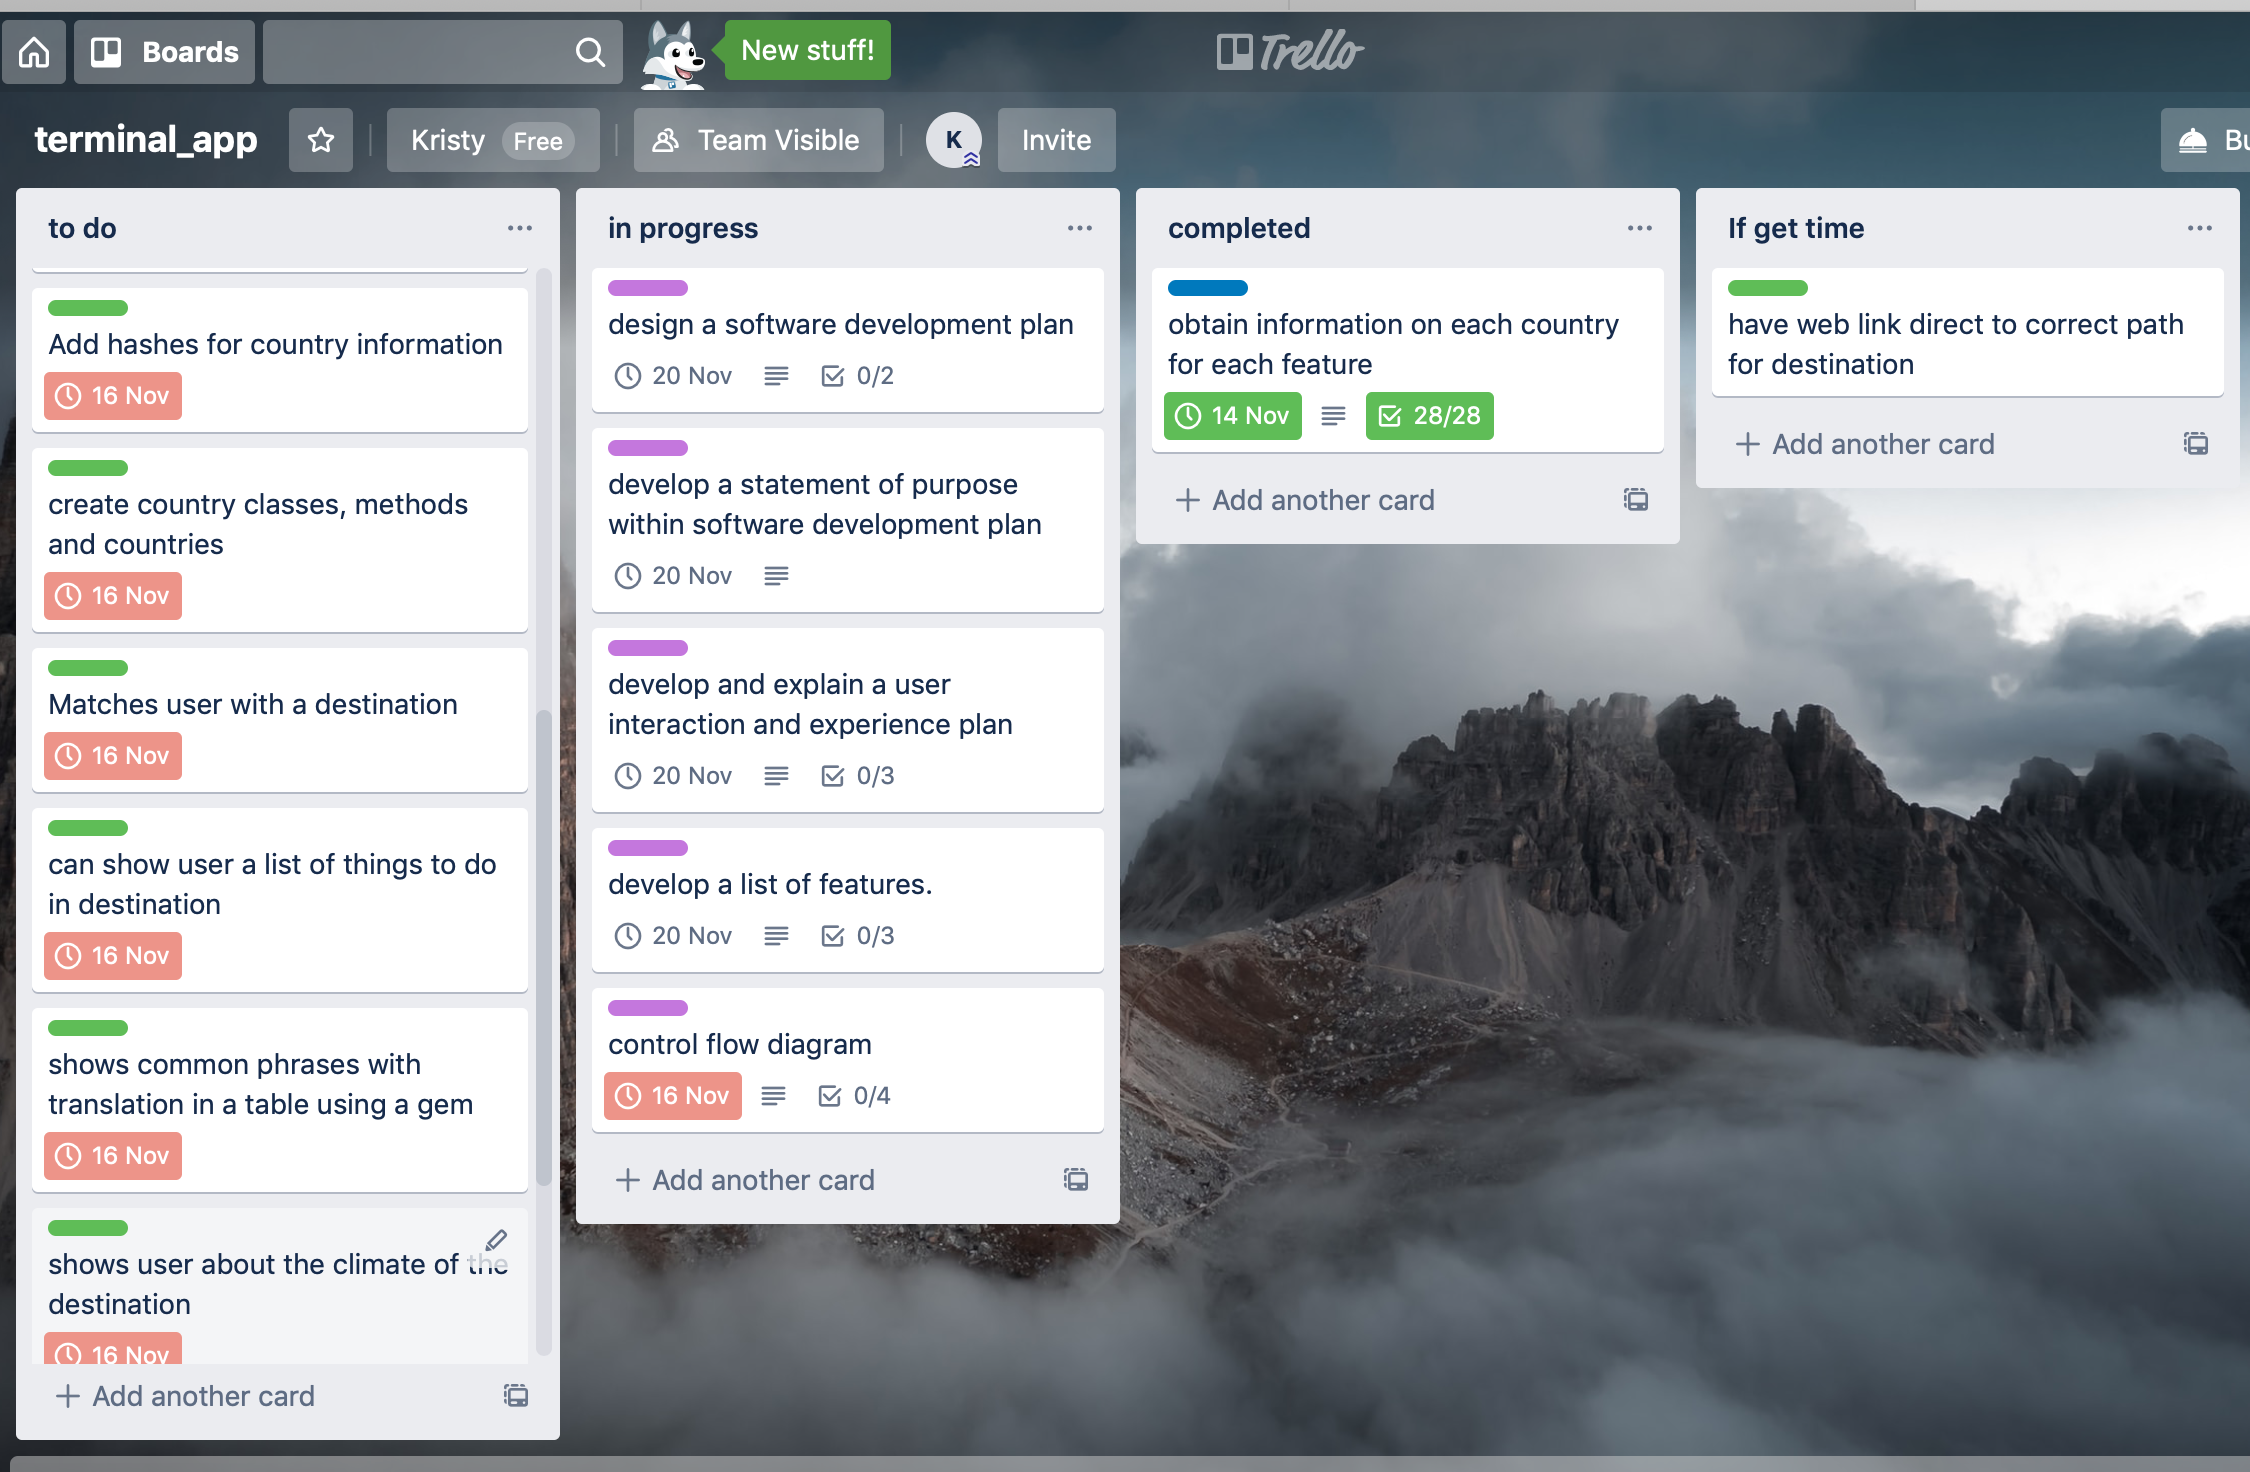 Boards
New stuff!
Trello
terminal_app
Kristy Free
Team Visible
K
Invite
to do
Add hashes for country information
16 Nov
create country classes, methods
and countries
16 Nov
Matches user with a destination
16 Nov
can show user a list of things to do
in destination
16 Nov
shows common phrases with
translation in a table using a gem
16 Nov
shows user about the climate of the
destination
16 Nov
+ Add another card
in progress
design a software development plan
20 Nov 0/2
develop a statement of purpose
within software development plan
20 Nov
develop and explain a user
interaction and experience plan
20 Nov 0/3
develop a list of features.
20 Nov 0/3
control flow diagram
16 Nov 0/4
+ Add another card
completed
obtain information on each country
for each feature
14 Nov 28/28
+ Add another card
If get time
have web link direct to correct path
for destination
+ Add another card